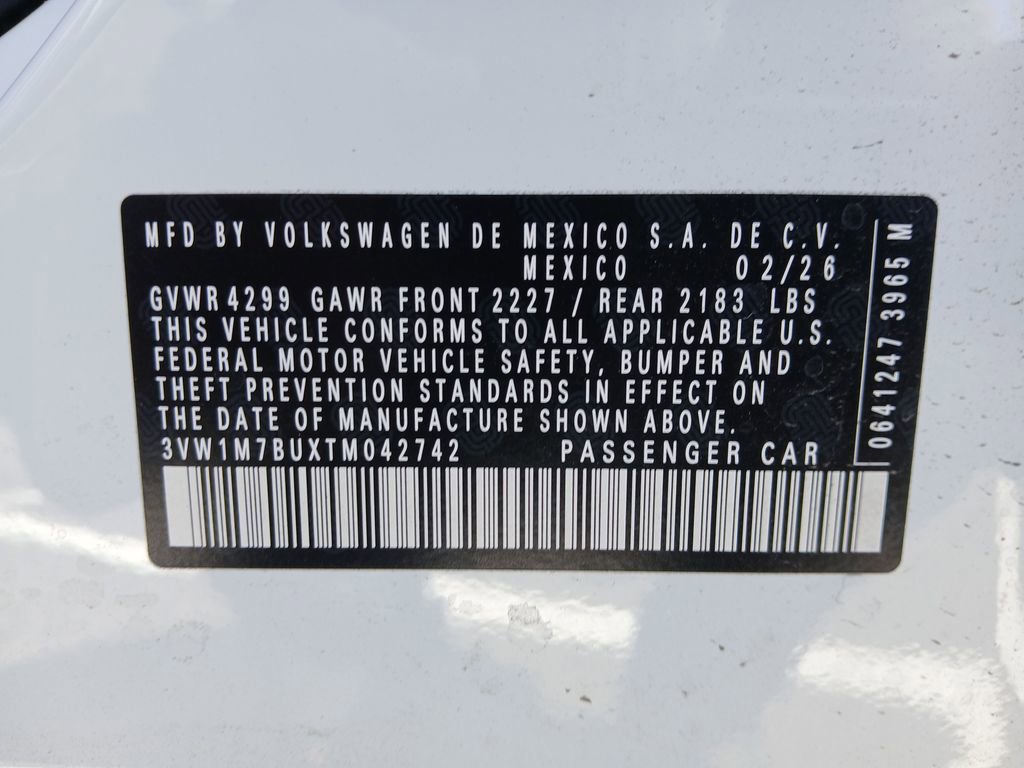 MFD BY VOLKSWAGEN DE MEXICO S.A. DE C.V.
MEXICO 02/26
GVWR 4299 GAWR FRONT 2227 / REAR 2183 LBS
THIS VEHICLE CONFORMS TO ALL APPLICABLE U.S.
FEDERAL MOTOR VEHICLE SAFETY, BUMPER AND
THEFT PREVENTION STANDARDS IN EFFECT ON
THE DATE OF MANUFACTURE SHOWN ABOVE.
3VW1M7BUXTM042742 PASSENGER CAR
0641247 3965 M